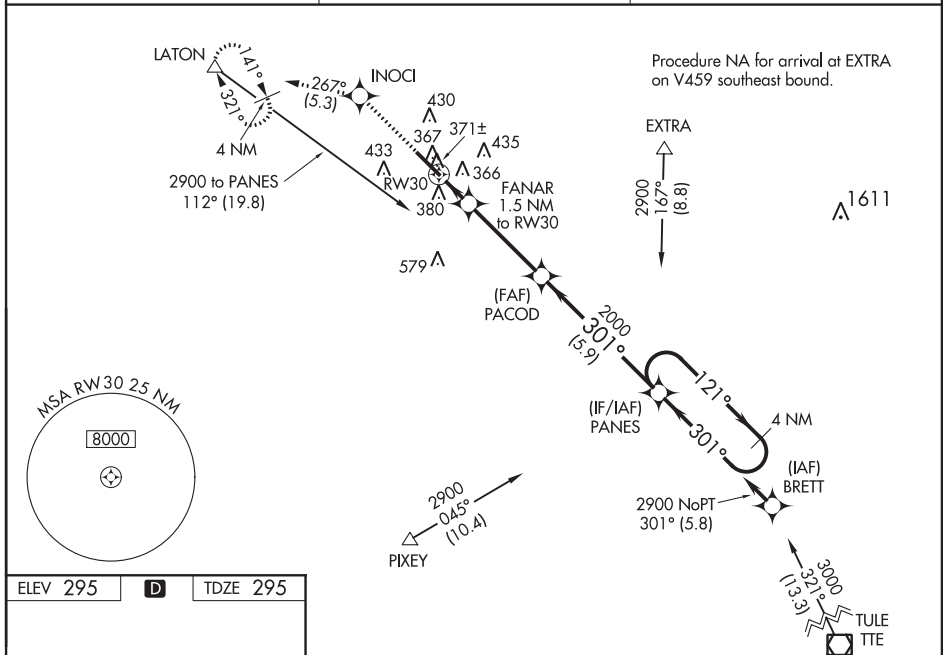 Procedure NA for arrival at EXTRA
on V459 southeast bound.
LATON
141°
321°
4 NM
267°
(5.3)
INOCI
2900 to PANES
112° (19.8)
430
367
371±
435
433
366
RW30
380
579
FANAR
1.5 NM
to RW30
EXTRA
2900
167°
(8.8)
1611
(FAF)
PACOD
2000
301°
(5.9)
(IF/IAF)
PANES
121°
301°
4 NM
(IAF)
BRETT
2900 NoPT
301° (5.8)
MSA RW30 25 NM
8000
2900
045°
(10.4)
PIXEY
3000
321°
(13.3)
TULE
TTE
ELEV 295
D
TDZE 295